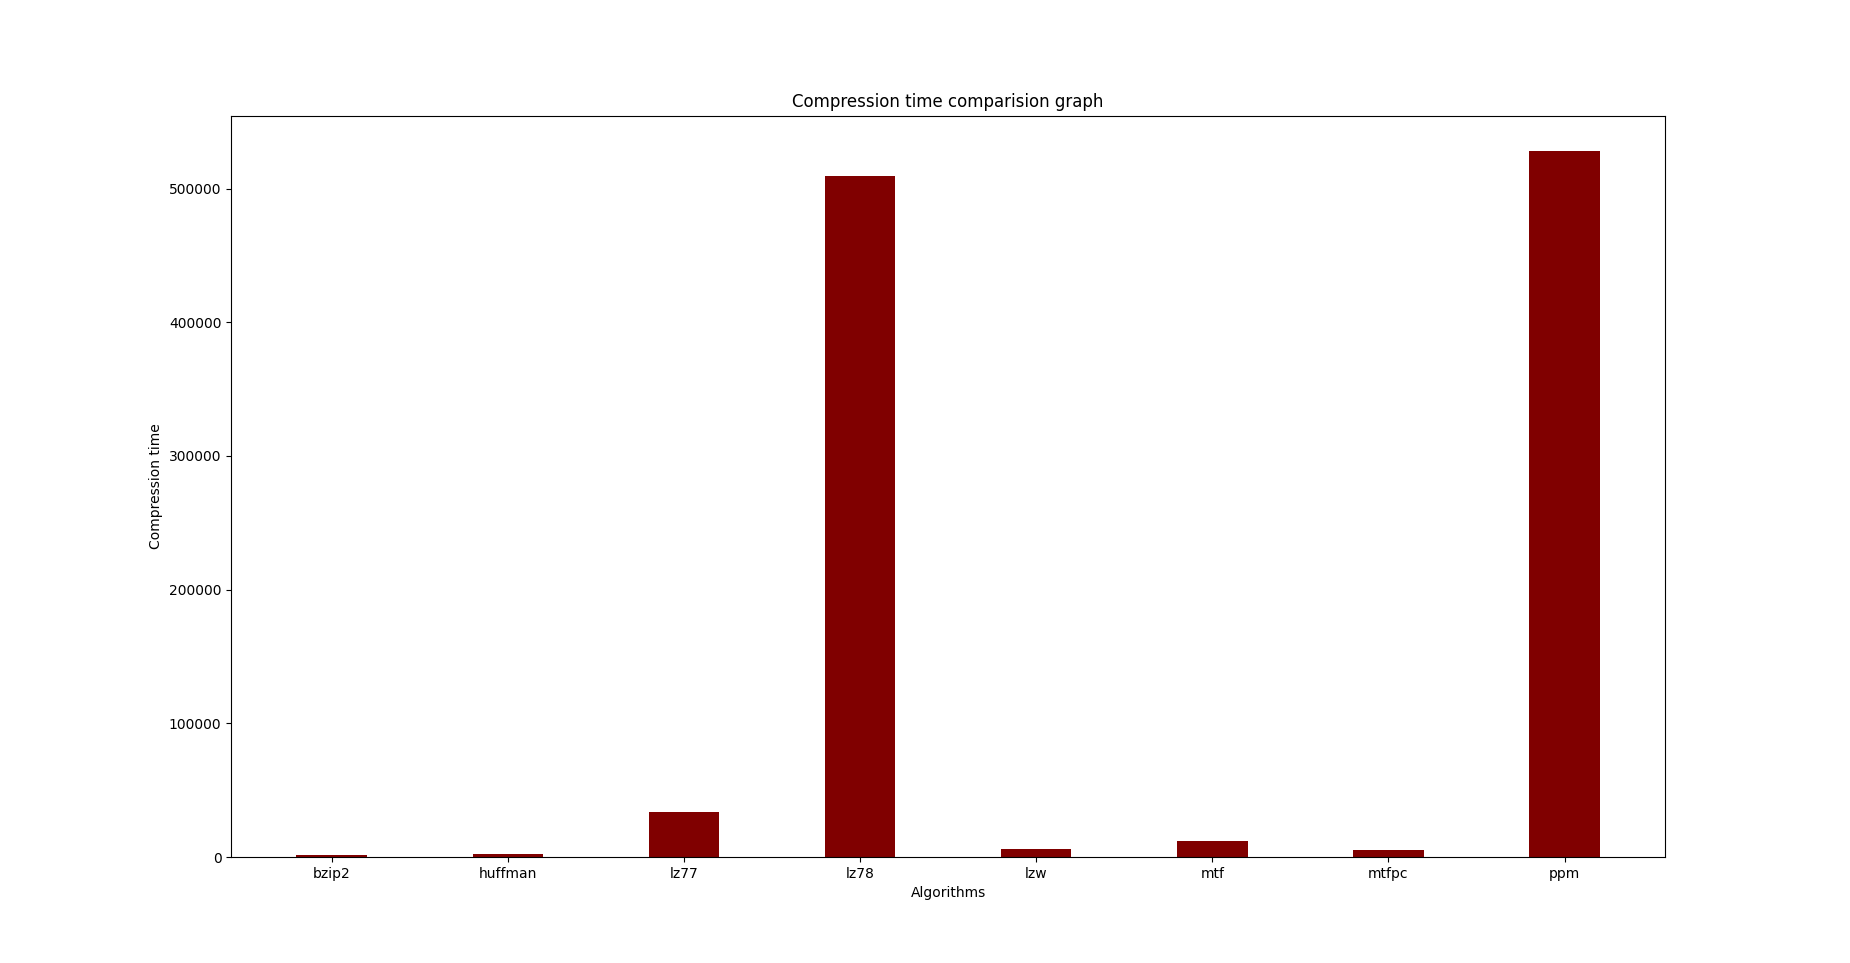 Compression time comparision graph
500000
400000
300000
200000
100000
0
Compression time
bzip2 huffman lz77 lz78 lzw mtf mtfpc ppm
Algorithms